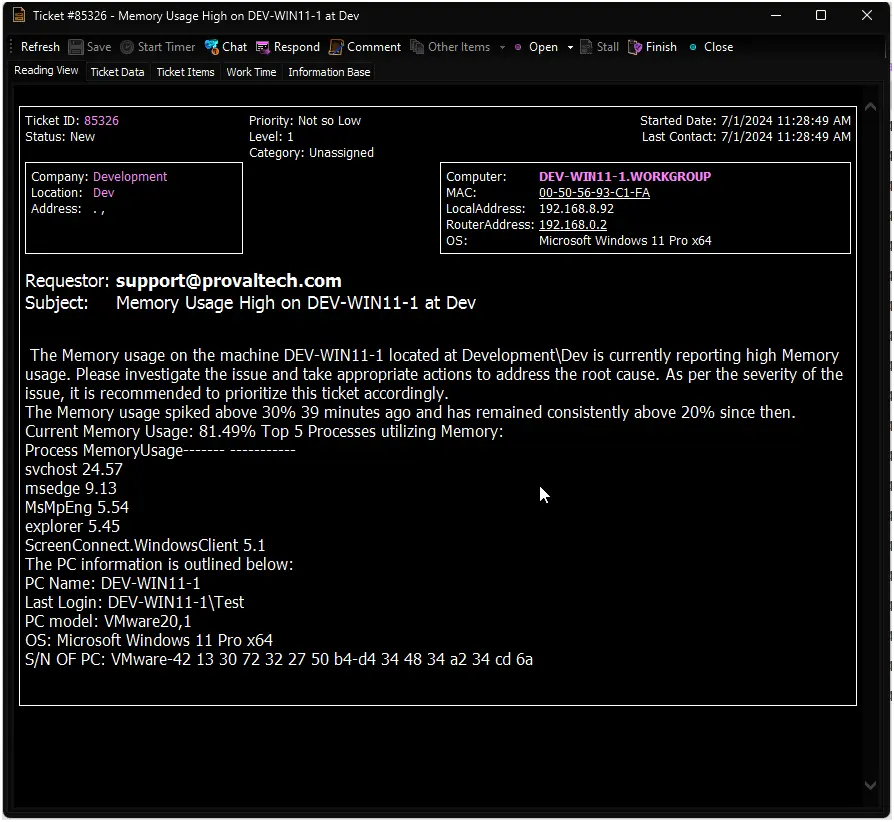 Ticket #85326 - Memory Usage High on DEV-WIN11-1 at Dev
Refresh Save Start Timer Chat Respond Comment Other Items Open Stall Finish Close
Reading View Ticket Data Ticket Items Work Time Information Base
Ticket ID: 85326 Priority: Not so Low Started Date: 7/1/2024 11:28:49 AM
Status: New Level: 1 Last Contact: 7/1/2024 11:28:49 AM
Category: Unassigned
Company: Development
Location: Dev
Address: . ,
Computer: DEV-WIN11-1.WORKGROUP
MAC: 00-50-56-93-C1-FA
LocalAddress: 192.168.8.92
RouterAddress: 192.168.0.2
OS: Microsoft Windows 11 Pro x64
Requestor: support@provaltech.com
Subject: Memory Usage High on DEV-WIN11-1 at Dev
The Memory usage on the machine DEV-WIN11-1 located at Development\Dev is currently reporting high Memory
usage. Please investigate the issue and take appropriate actions to address the root cause. As per the severity of the
issue, it is recommended to prioritize this ticket accordingly.
The Memory usage spiked above 30% 39 minutes ago and has remained consistently above 20% since then.
Current Memory Usage: 81.49% Top 5 Processes utilizing Memory:
Process MemoryUsage------- -----------
svchost 24.57
msedge 9.13
MsMpEng 5.54
explorer 5.45
ScreenConnect.WindowsClient 5.1
The PC information is outlined below:
PC Name: DEV-WIN11-1
Last Login: DEV-WIN11-1\Test
PC model: VMware20,1
OS: Microsoft Windows 11 Pro x64
S/N OF PC: VMware-42 13 30 72 32 27 50 b4-d4 34 48 34 a2 34 cd 6a